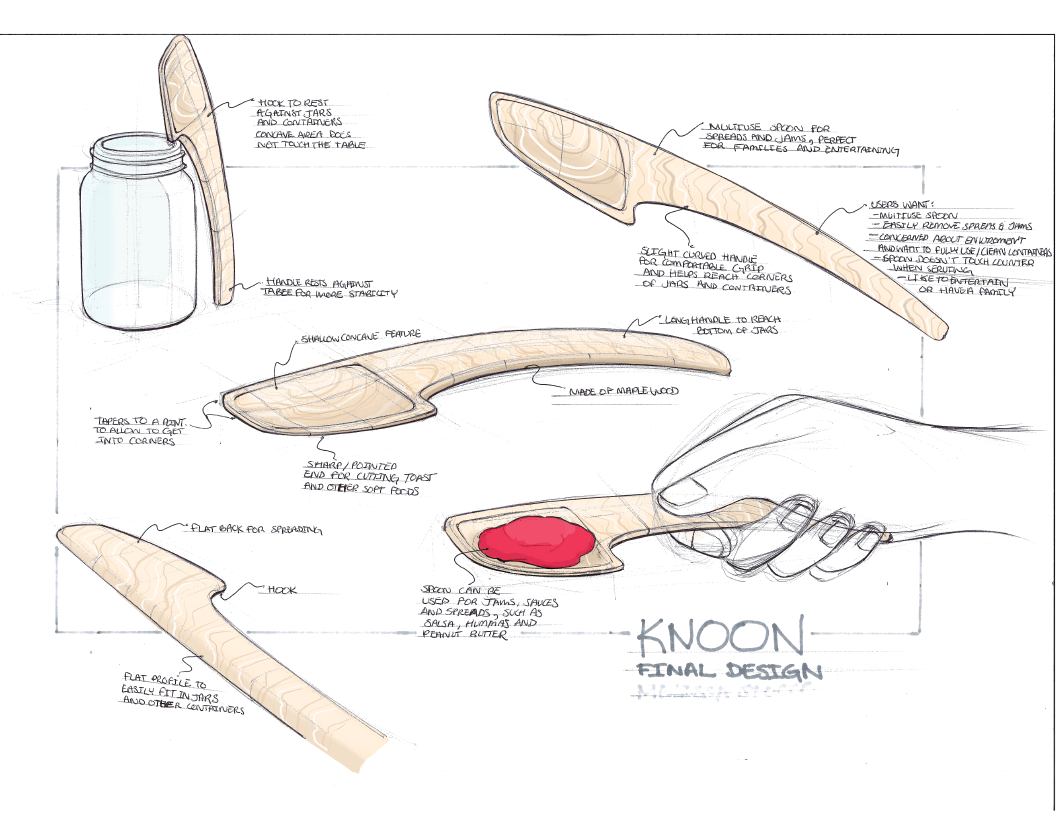 HOOK TO REST
AGAINST JARS
AND CONTAINERS
CONCAVE AREA DOES
NOT TOUCH THE TABLE
MULTIUSE SPOON FOR
SPREADS AND JAMS, PERFECT
FOR FAMILIES AND ENTERTAINING
USERS WANT:
- MULTIUSE SPOON
- EASILY REMOVE SPREADS & JAMS
- CONCERNED ABOUT ENVIROMENT
AND WANT TO FULLY USE/CLEAN CONTAINERS
- SPOON DOESN'T TOUCH COUNTER
WHEN SERVING
- LIKE TO ENTERTAIN
OR HAVE A FAMILY
SLIGHT CURVED HANDLE
FOR COMFORTABLE GRIP
AND HELPS REACH CORNERS
OF JARS AND CONTAINERS
HANDLE RESTS AGAINST
TABLE FOR MORE STABILITY
SHALLOW CONCAVE FEATURE
LONG HANDLE TO REACH
BOTTOM OF JARS
MADE OF MAPLE WOOD
TAPERS TO A POINT
TO ALLOW TO GET
INTO CORNERS
SHARP/POINTED
END FOR CUTTING TOAST
AND OTHER SOFT FOODS
FLAT BACK FOR SPREADING
HOOK
SPOON CAN BE
USED FOR JAMS, SAUCES
AND SPREADS, SUCH AS
SALSA, HUMMAS AND
PEANUT BUTTER
FLAT PROFILE TO
EASILY FIT IN JARS
AND OTHER CONTAINERS
KNOON
FINAL DESIGN